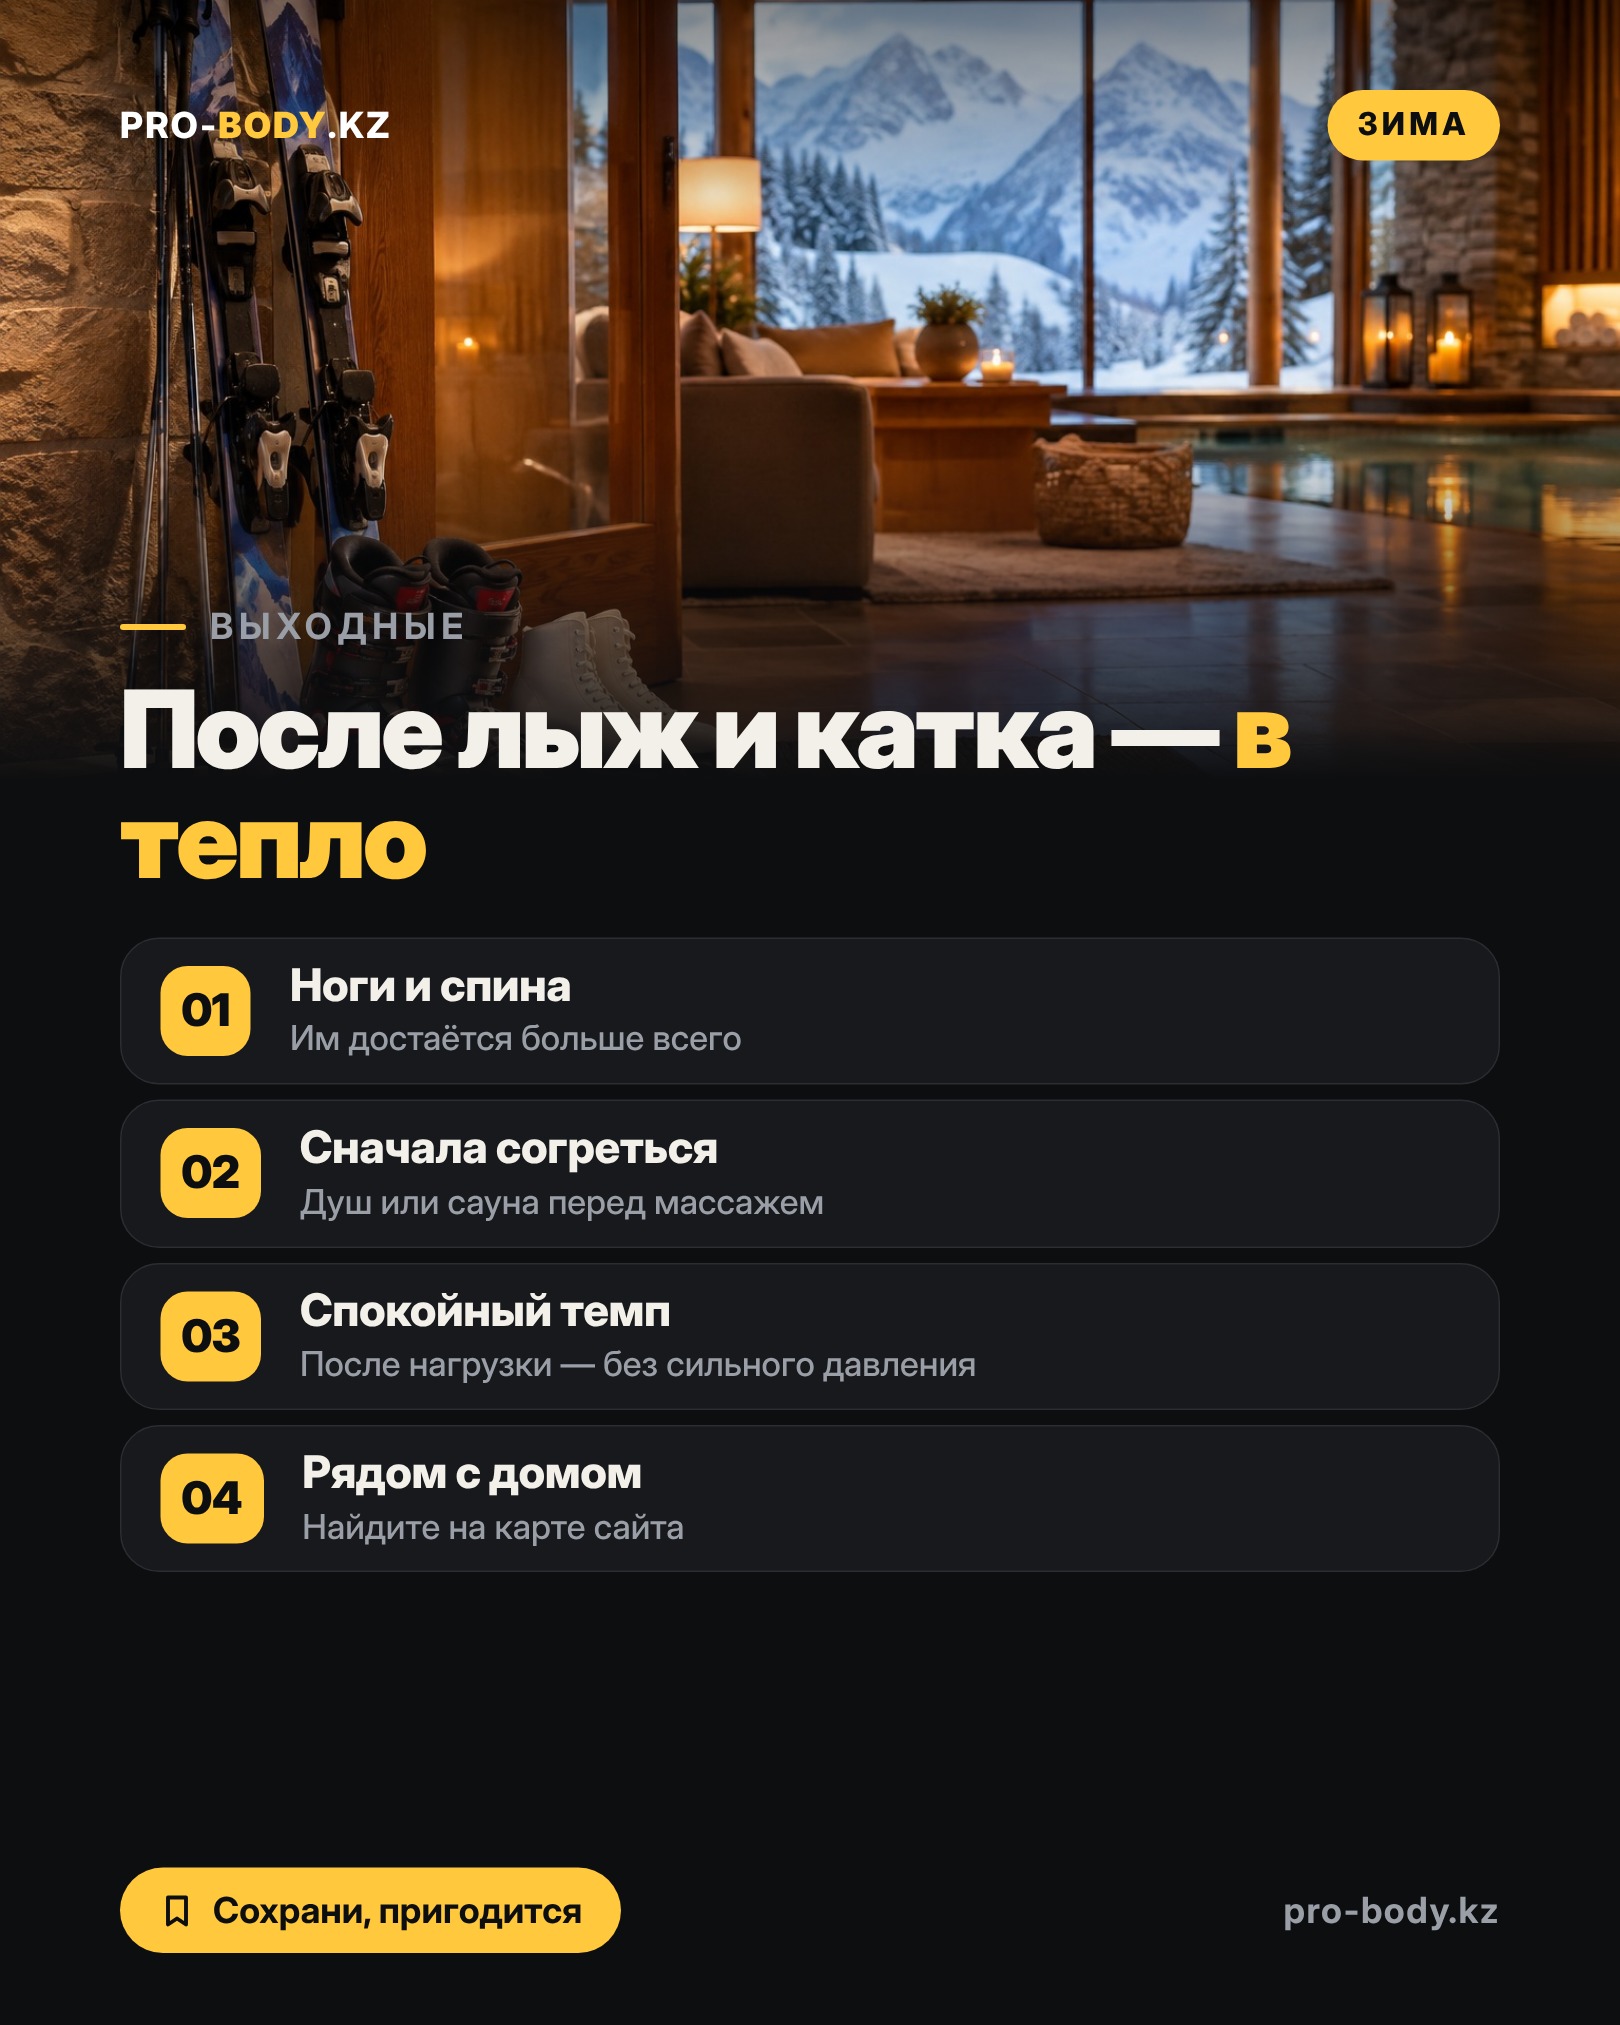 PRO-BODY.KZ
ЗИМА
ВЫХОДНЫЕ
После лыж и катка — в
тепло
01
Ноги и спина
Им достаётся больше всего
02
Сначала согреться
Душ или сауна перед массажем
03
Спокойный темп
После нагрузки — без сильного давления
04
Рядом с домом
Найдите на карте сайта
Сохрани, пригодится
pro-body.kz